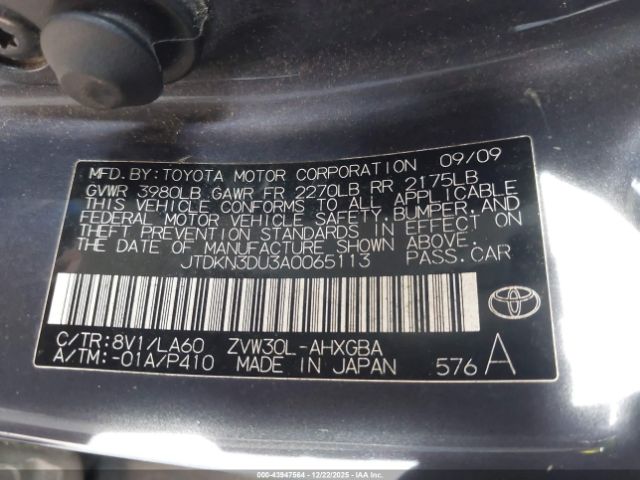 MFD. BY: TOYOTA MOTOR CORPORATION 09/09
GVWR 3980LB GAWR FR 2270LB RR 2175LB
THIS VEHICLE CONFORMS TO ALL APPLICABLE
FEDERAL MOTOR VEHICLE SAFETY, BUMPER, AND
THEFT PREVENTION STANDARDS IN EFFECT ON
THE DATE OF MANUFACTURE SHOWN ABOVE.
JTDKN3DU3A0065113 PASS. CAR
C/TR: 8V1/LA60 ZVW30L-AHXGBA
A/TM: -01A/P410 MADE IN JAPAN 576 A
000-43947564 | 12/22/2025 | IAAI.COM